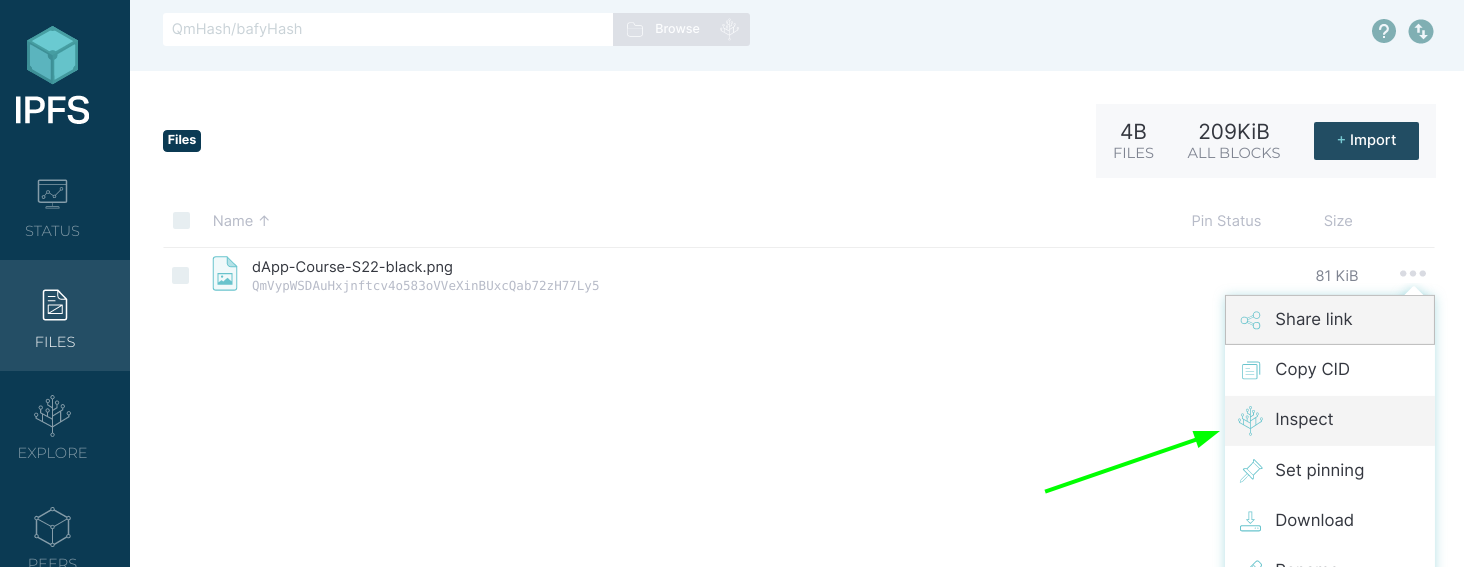 QmHash/bafyHash
Browse
?
IPFS
Files
4B
FILES
209KiB
ALL BLOCKS
+ Import
STATUS
Name ↑
Pin Status
Size
dApp-Course-S22-black.png
QmVypWSDAuHxjnftcv4o583oVVeXinBUxcQab72zH77Ly5
81 KiB
FILES
Share link
Copy CID
Inspect
EXPLORE
Set pinning
Download
PEERS